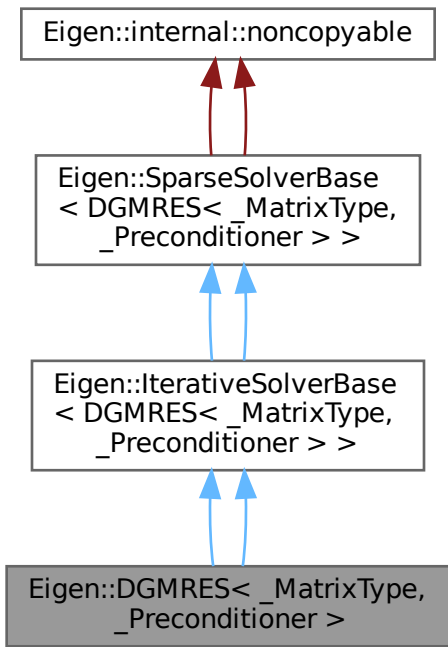 Eigen::internal::noncopyable
Eigen::SparseSolverBase
< DGMRES< _MatrixType,
_Preconditioner > >
Eigen::IterativeSolverBase
< DGMRES< _MatrixType,
_Preconditioner > >
Eigen::DGMRES< _MatrixType,
_Preconditioner >